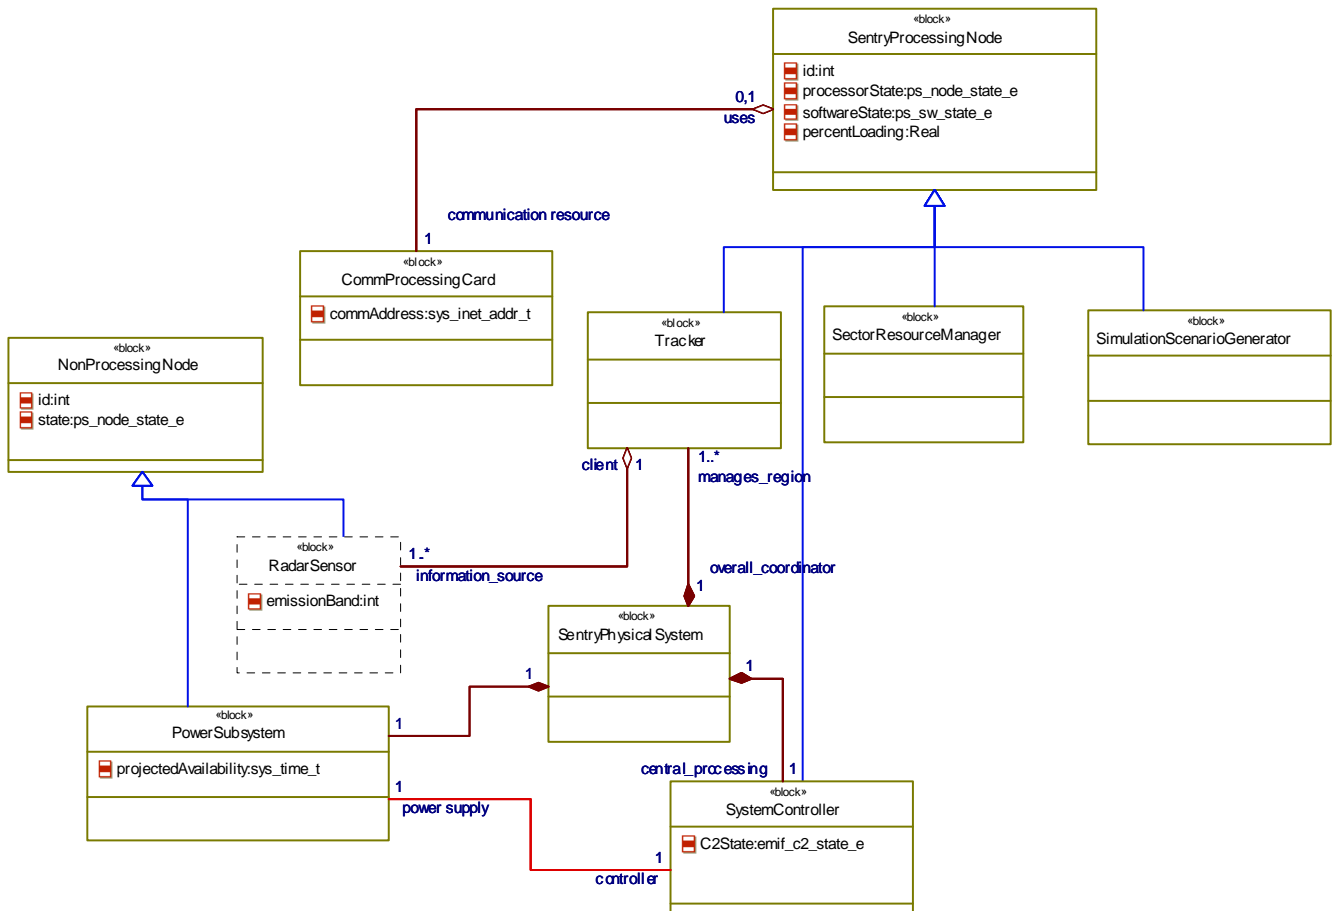 «block»
SentryProcessingNode
id:int
processorState:ps_node_state_e
softwareState:ps_sw_state_e
percentLoading:Real
0,1
uses
communication resource
1
«block»
CommProcessingCard
commAddress:sys_inet_addr_t
«block»
Tracker
«block»
SectorResourceManager
«block»
SimulationScenarioGenerator
«block»
NonProcessingNode
id:int
state:ps_node_state_e
client
1
1..*
manages_region
«block»
RadarSensor
emissionBand:int
1..*
information_source
overall_coordinator
1
«block»
SentryPhysicalSystem
1
1
«block»
PowerSubsystem
projectedAvailability:sys_time_t
1
1
power supply
central_processing
1
«block»
SystemController
C2State:emif_c2_state_e
1
controller